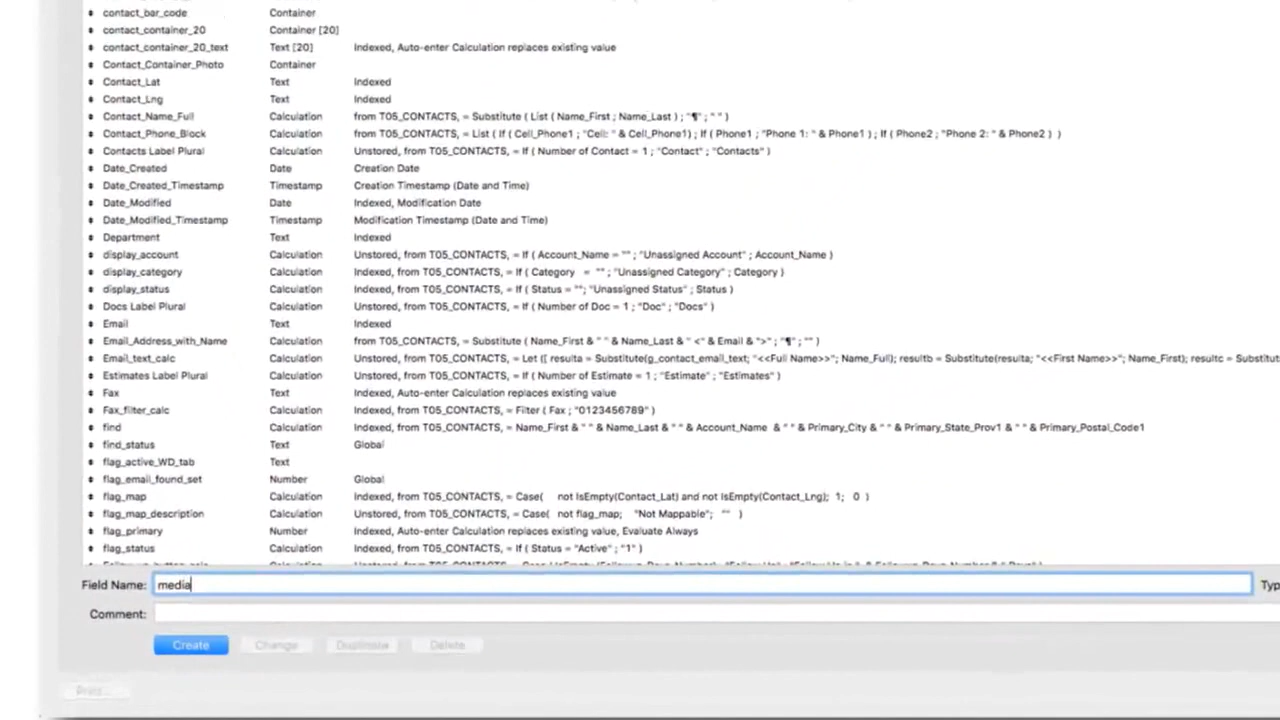 contact_bar_code Container
contact_container_20 Container [20]
contact_container_20_text Text [20] Indexed, Auto-enter Calculation replaces existing value
Contact_Container_Photo Container
Contact_Lat Text Indexed
Contact_Lng Text Indexed
Contact_Name_Full Calculation from T05_CONTACTS, = Substitute ( List ( Name_First ; Name_Last ) ; "¶" ; " " )
Contact_Phone_Block Calculation from T05_CONTACTS, = List ( If ( Cell_Phone1 ; "Cell: " & Cell_Phone1) ; If ( Phone1 ; "Phone 1: " & Phone1 ) ; If ( Phone2 ; "Phone 2: " & Phone2 ) )
Contacts Label Plural Calculation Unstored, from T05_CONTACTS, = If ( Number of Contact = 1 ; "Contact" ; "Contacts" )
Date_Created Date Creation Date
Date_Created_Timestamp Timestamp Creation Timestamp (Date and Time)
Date_Modified Date Indexed, Modification Date
Date_Modified_Timestamp Timestamp Modification Timestamp (Date and Time)
Department Text Indexed
display_account Calculation Unstored, from T05_CONTACTS, = If ( Account_Name = "" ; "Unassigned Account" ; Account_Name )
display_category Calculation Indexed, from T05_CONTACTS, = If ( Category = "" ; "Unassigned Category" ; Category )
display_status Calculation Indexed, from T05_CONTACTS, = If ( Status = ""; "Unassigned Status" ; Status )
Docs Label Plural Calculation Unstored, from T05_CONTACTS, = If ( Number of Doc = 1 ; "Doc" ; "Docs" )
Email Text Indexed
Email_Address_with_Name Calculation from T05_CONTACTS, = Substitute ( Name_First & " " & Name_Last & " <" & Email & ">" ; "¶" ; "" )
Email_text_calc Calculation Unstored, from T05_CONTACTS, = Let ([ resulta = Substitute(g_contact_email_text; "<<Full Name>>"; Name_Full); resultb = Substitute(resulta; "<<First Name>>"; Name_First); resultc = Substitut
Estimates Label Plural Calculation Unstored, from T05_CONTACTS, = If ( Number of Estimate = 1 ; "Estimate" ; "Estimates" )
Fax Text Indexed, Auto-enter Calculation replaces existing value
Fax_filter_calc Calculation Indexed, from T05_CONTACTS, = Filter ( Fax ; "0123456789" )
find Calculation Indexed, from T05_CONTACTS, = Name_First & " " & Name_Last & " " & Account_Name & " " & Primary_City & " " & Primary_State_Prov1 & " " & Primary_Postal_Code1
find_status Text Global
flag_active_WD_tab Text
flag_email_found_set Number Global
flag_map Calculation Indexed, from T05_CONTACTS, = Case( not IsEmpty(Contact_Lat) and not IsEmpty(Contact_Lng); 1; 0 )
flag_map_description Calculation Unstored, from T05_CONTACTS, = Case( not flag_map; "Not Mappable"; "" )
flag_primary Number Indexed, Auto-enter Calculation replaces existing value, Evaluate Always
flag_status Calculation Indexed, from T05_CONTACTS, = If ( Status = "Active" ; "1" )
Field Name: media Typ
Comment:
Create Change Duplicate Delete
Print...